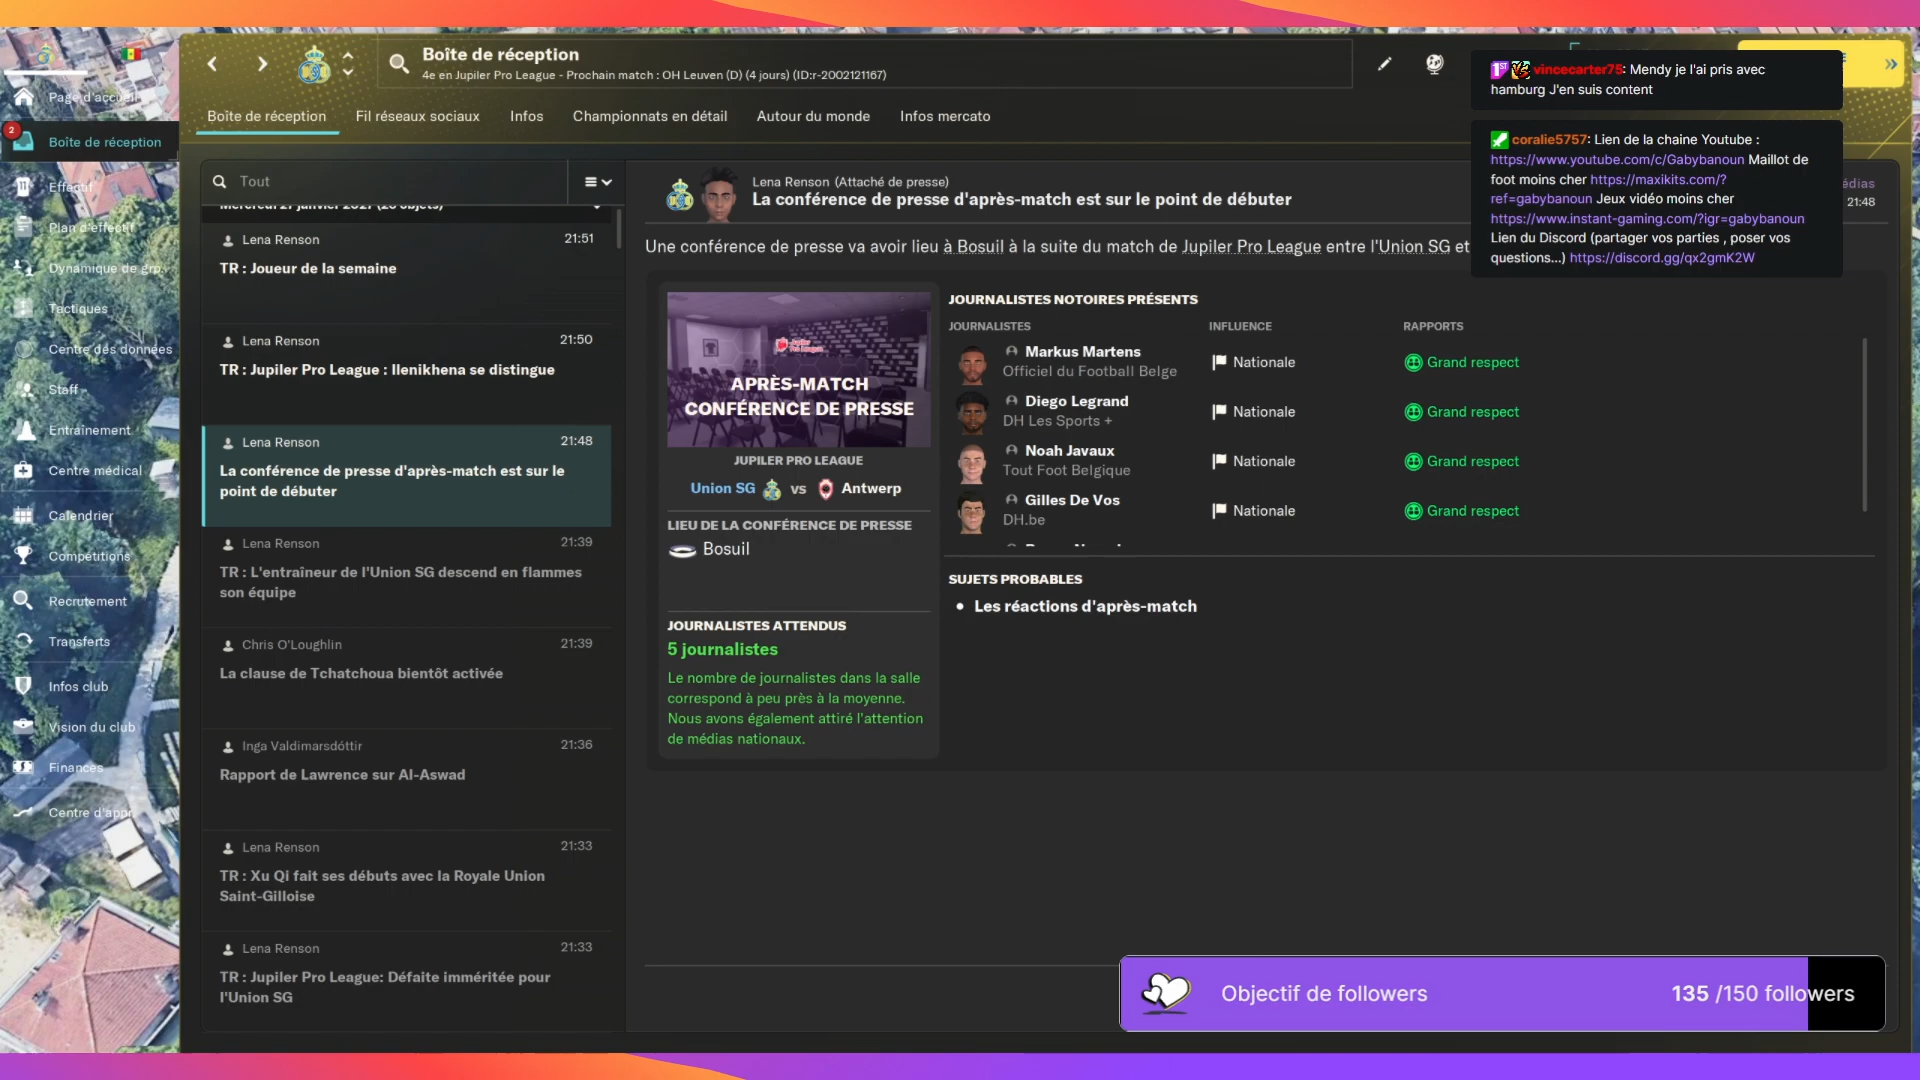 Boîte de réception
4e en Jupiler Pro League - Prochain match : OH Leuven (D) (4 jours) (ID:r-2002121167)
Boîte de réception
Fil réseaux sociaux
Infos
Championnats en détail
Autour du monde
Infos mercato
vincecarter75: Mendy je l'ai pris avec
hamburg J'en suis content
coralie5757: Lien de la chaine Youtube :
https://www.youtube.com/c/Gabybanoun Maillot de
foot moins cher https://maxikits.com/?
ref=gabybanoun Jeux vidéo moins cher
https://www.instant-gaming.com/?igr=gabybanoun
Lien du Discord (partager vos parties , poser vos
questions...) https://discord.gg/qx2gmK2W
Page d'accueil
2
Boîte de réception
Effectif
Plan d'effectif
Dynamique de grp.
Tactiques
Centre des données
Staff
Entraînement
Centre médical
Calendrier
Compétitions
Recrutement
Transferts
Infos club
Vision du club
Finances
Centre d'appr.
Tout
Mercredi 27 janvier 2027 (20 objets)
Lena Renson
21:51
TR : Joueur de la semaine
Lena Renson
21:50
TR : Jupiler Pro League : Ilenikhena se distingue
Lena Renson
21:48
La conférence de presse d'après-match est sur le
point de débuter
Lena Renson
21:39
TR : L'entraîneur de l'Union SG descend en flammes
son équipe
Chris O'Loughlin
21:39
La clause de Tchatchoua bientôt activée
Inga Valdimarsdóttir
21:36
Rapport de Lawrence sur Al-Aswad
Lena Renson
21:33
TR : Xu Qi fait ses débuts avec la Royale Union
Saint-Gilloise
Lena Renson
21:33
TR : Jupiler Pro League: Défaite imméritée pour
l'Union SG
Lena Renson (Attaché de presse)
La conférence de presse d'après-match est sur le point de débuter
édias
21:48
Une conférence de presse va avoir lieu à Bosuil à la suite du match de Jupiler Pro League entre l'Union SG et
APRÈS-MATCH
CONFÉRENCE DE PRESSE
JUPILER PRO LEAGUE
Union SG vs Antwerp
LIEU DE LA CONFÉRENCE DE PRESSE
Bosuil
JOURNALISTES ATTENDUS
5 journalistes
Le nombre de journalistes dans la salle
correspond à peu près à la moyenne.
Nous avons également attiré l'attention
de médias nationaux.
JOURNALISTES NOTOIRES PRÉSENTS
JOURNALISTES
INFLUENCE
RAPPORTS
Markus Martens
Officiel du Football Belge
Nationale
Grand respect
Diego Legrand
DH Les Sports +
Nationale
Grand respect
Noah Javaux
Tout Foot Belgique
Nationale
Grand respect
Gilles De Vos
DH.be
Nationale
Grand respect
SUJETS PROBABLES
• Les réactions d'après-match
Objectif de followers
135 /150 followers